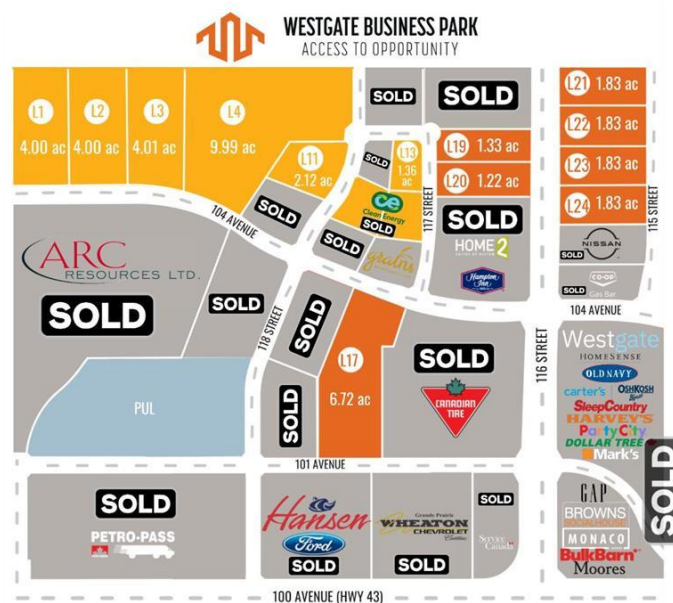 WESTGATE BUSINESS PARK
ACCESS TO OPPORTUNITY
L1
4.00 ac
L2
4.00 ac
L3
4.01 ac
L4
9.99 ac
L11
2.12 ac
SOLD
SOLD
SOLD
L13
1.36
ac
L19 1.33 ac
L20 1.22 ac
L21 1.83 ac
L22 1.83 ac
L23 1.83 ac
L24 1.83 ac
115 STREET
117 STREET
104 AVENUE
SOLD
ce
Clean Energy
SOLD
SOLD
SOLD
HOME2
Hampton
Inn
NISSAN
SOLD
CO-OP
Gas Bar
SOLD
104 AVENUE
ARC
RESOURCES LTD.
SOLD
SOLD
118 STREET
SOLD
L17
6.72 ac
SOLD
CANADIAN
TIRE
116 STREET
PUL
SOLD
101 AVENUE
Westgate
HOMESENSE
OLD NAVY
carter's
OSHKOSH
SleepCountry
HARVEY'S
PartyCity
DOLLAR TREE
Mark's
SOLD
SOLD
PETRO-PASS
Hansen
Ford
SOLD
Grande Prairie
WHEATON
CHEVROLET
Cadillac
SOLD
SOLD
Service
Canada
GAP
BROWNS
SOCIALHOUSE
MONACO
BulkBarn
Moores
100 AVENUE (HWY 43)